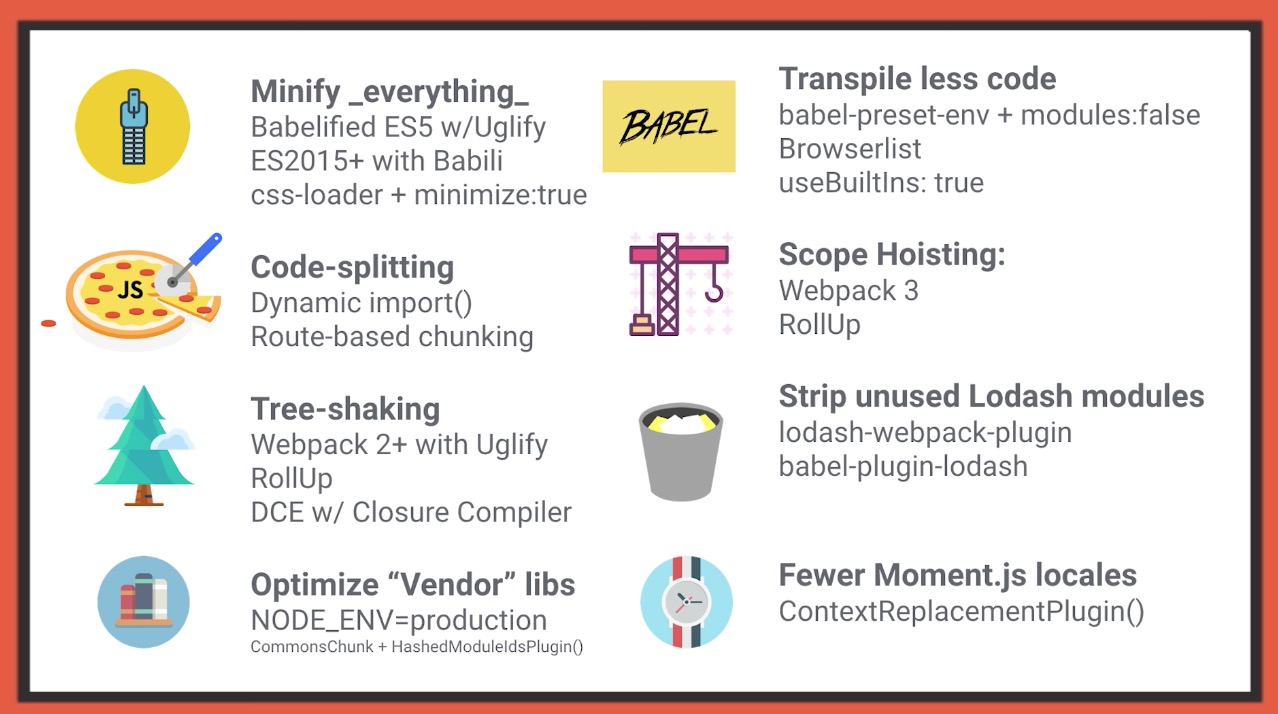 Minify _everything_
Babelified ES5 w/Uglify
ES2015+ with Babili
css-loader + minimize:true
JS
Code-splitting
Dynamic import()
Route-based chunking
Tree-shaking
Webpack 2+ with Uglify
RollUp
DCE w/ Closure Compiler
Optimize “Vendor” libs
NODE_ENV=production
CommonsChunk + HashedModuleIdsPlugin()
BABEL
Transpile less code
babel-preset-env + modules:false
Browserlist
useBuiltIns: true
Scope Hoisting:
Webpack 3
RollUp
Strip unused Lodash modules
lodash-webpack-plugin
babel-plugin-lodash
Fewer Moment.js locales
ContextReplacementPlugin()